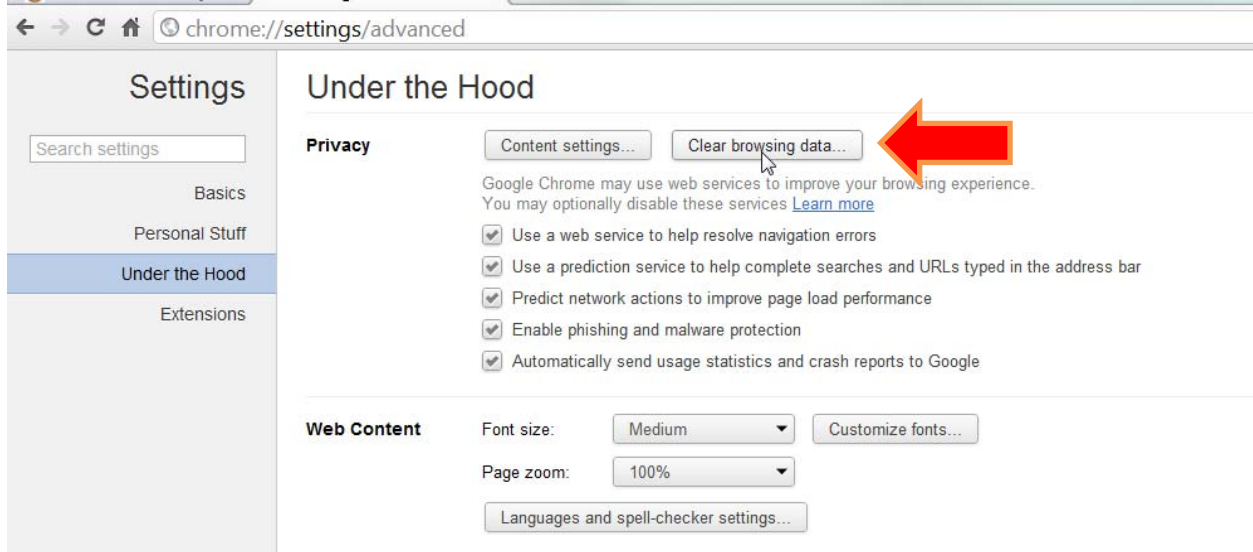 chrome://settings/advanced
Settings
Search settings
Basics
Personal Stuff
Under the Hood
Extensions
Under the Hood
Privacy
Content settings...
Clear browsing data...
Google Chrome may use web services to improve your browsing experience.
You may optionally disable these services Learn more
Use a web service to help resolve navigation errors
Use a prediction service to help complete searches and URLs typed in the address bar
Predict network actions to improve page load performance
Enable phishing and malware protection
Automatically send usage statistics and crash reports to Google
Web Content
Font size:
Medium
Customize fonts...
Page zoom:
100%
Languages and spell-checker settings...